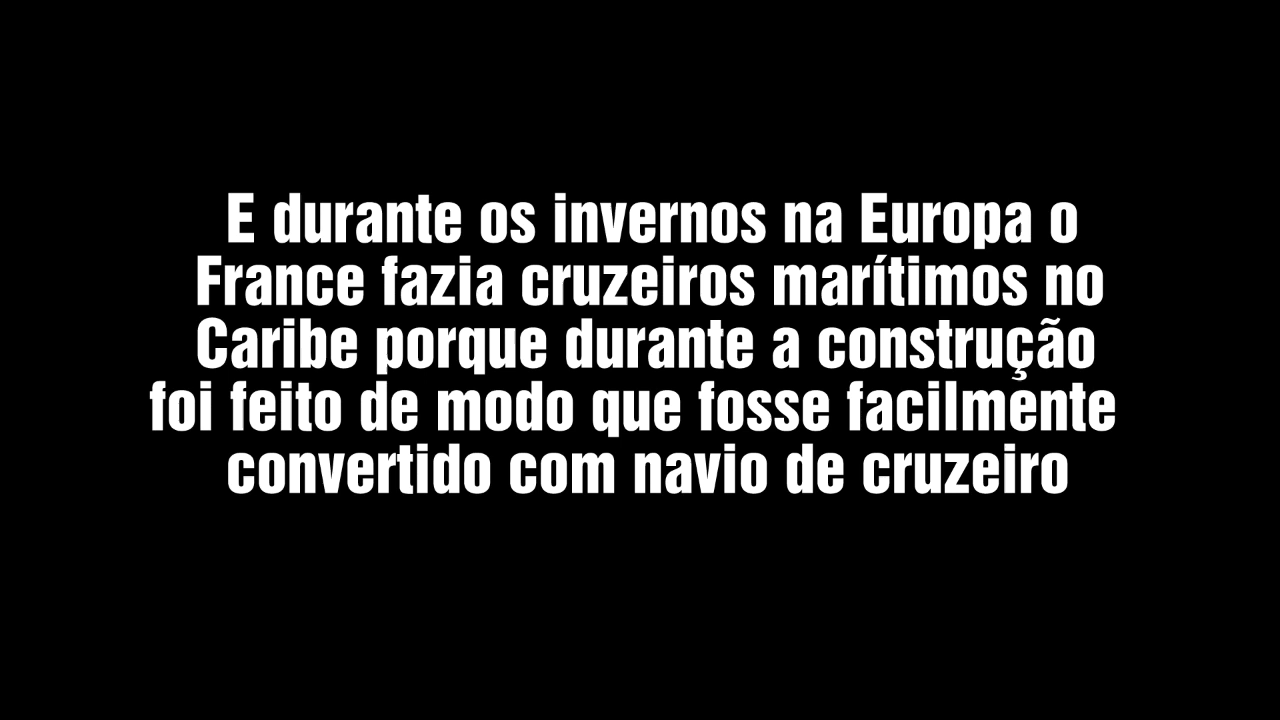 E durante os invernos na Europa o
France fazia cruzeiros marítimos no
Caribe porque durante a construção
foi feito de modo que fosse facilmente
convertido com navio de cruzeiro